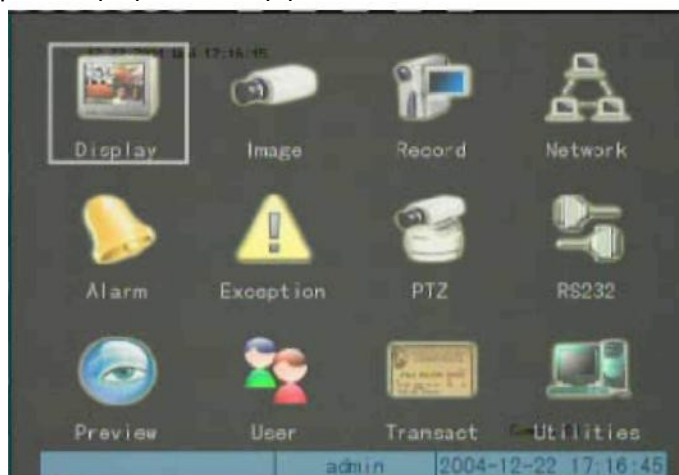 Display Image Record Network
Alarm Exception PTZ RS232
Preview User Transact Utilities
admin 2004-12-22 17:16:45